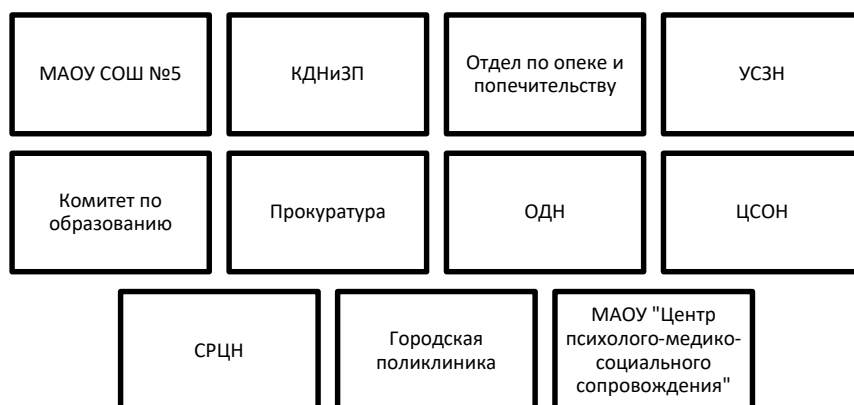 МАОУ СОШ №5
КДНиЗП
Отдел по опеке и
попечительству
УСЗН
Комитет по
образованию
Прокуратура
ОДН
ЦСОН
СРЦН
Городская
поликлиника
МАОУ "Центр
психолого-медико-
социального
сопровождения"